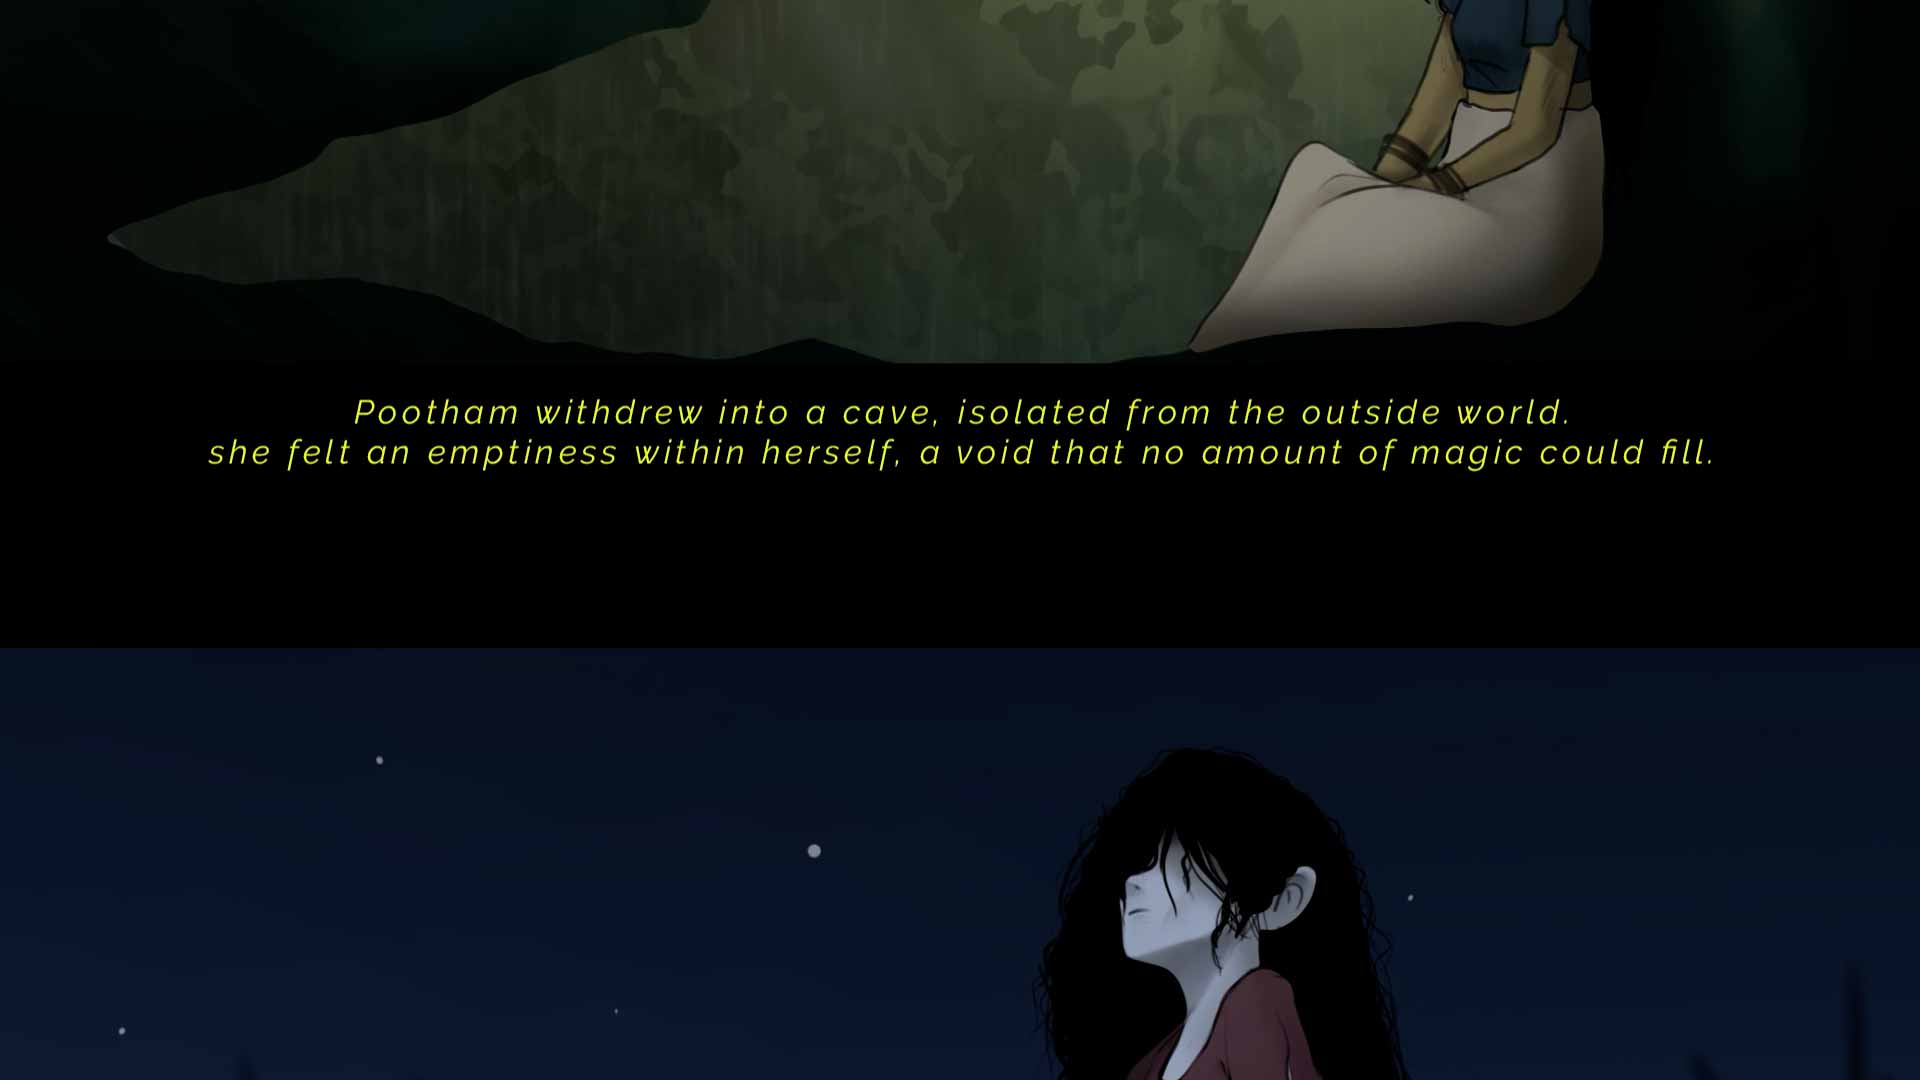 Pootham withdrew into a cave, isolated from the outside world.
she felt an emptiness within herself, a void that no amount of magic could fill.